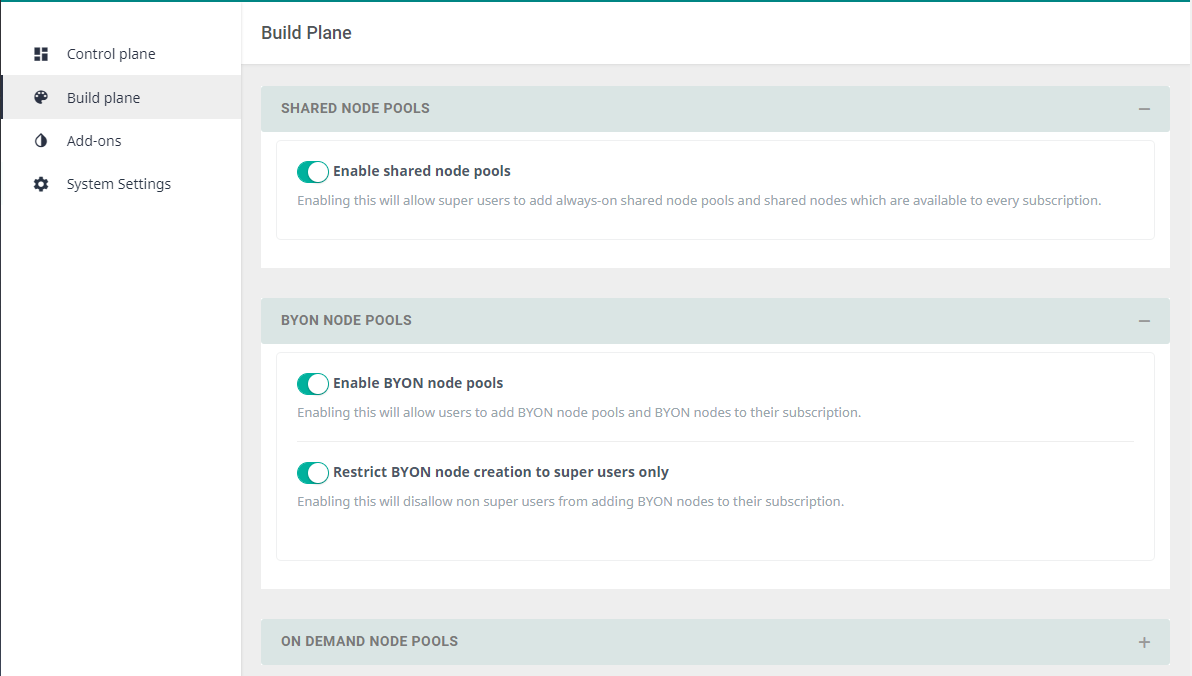 Build Plane
Control plane
Build plane
Add-ons
System Settings
SHARED NODE POOLS
Enable shared node pools
Enabling this will allow super users to add always-on shared node pools and shared nodes which are available to every subscription.
BYON NODE POOLS
Enable BYON node pools
Enabling this will allow users to add BYON node pools and BYON nodes to their subscription.
Restrict BYON node creation to super users only
Enabling this will disallow non super users from adding BYON nodes to their subscription.
ON DEMAND NODE POOLS